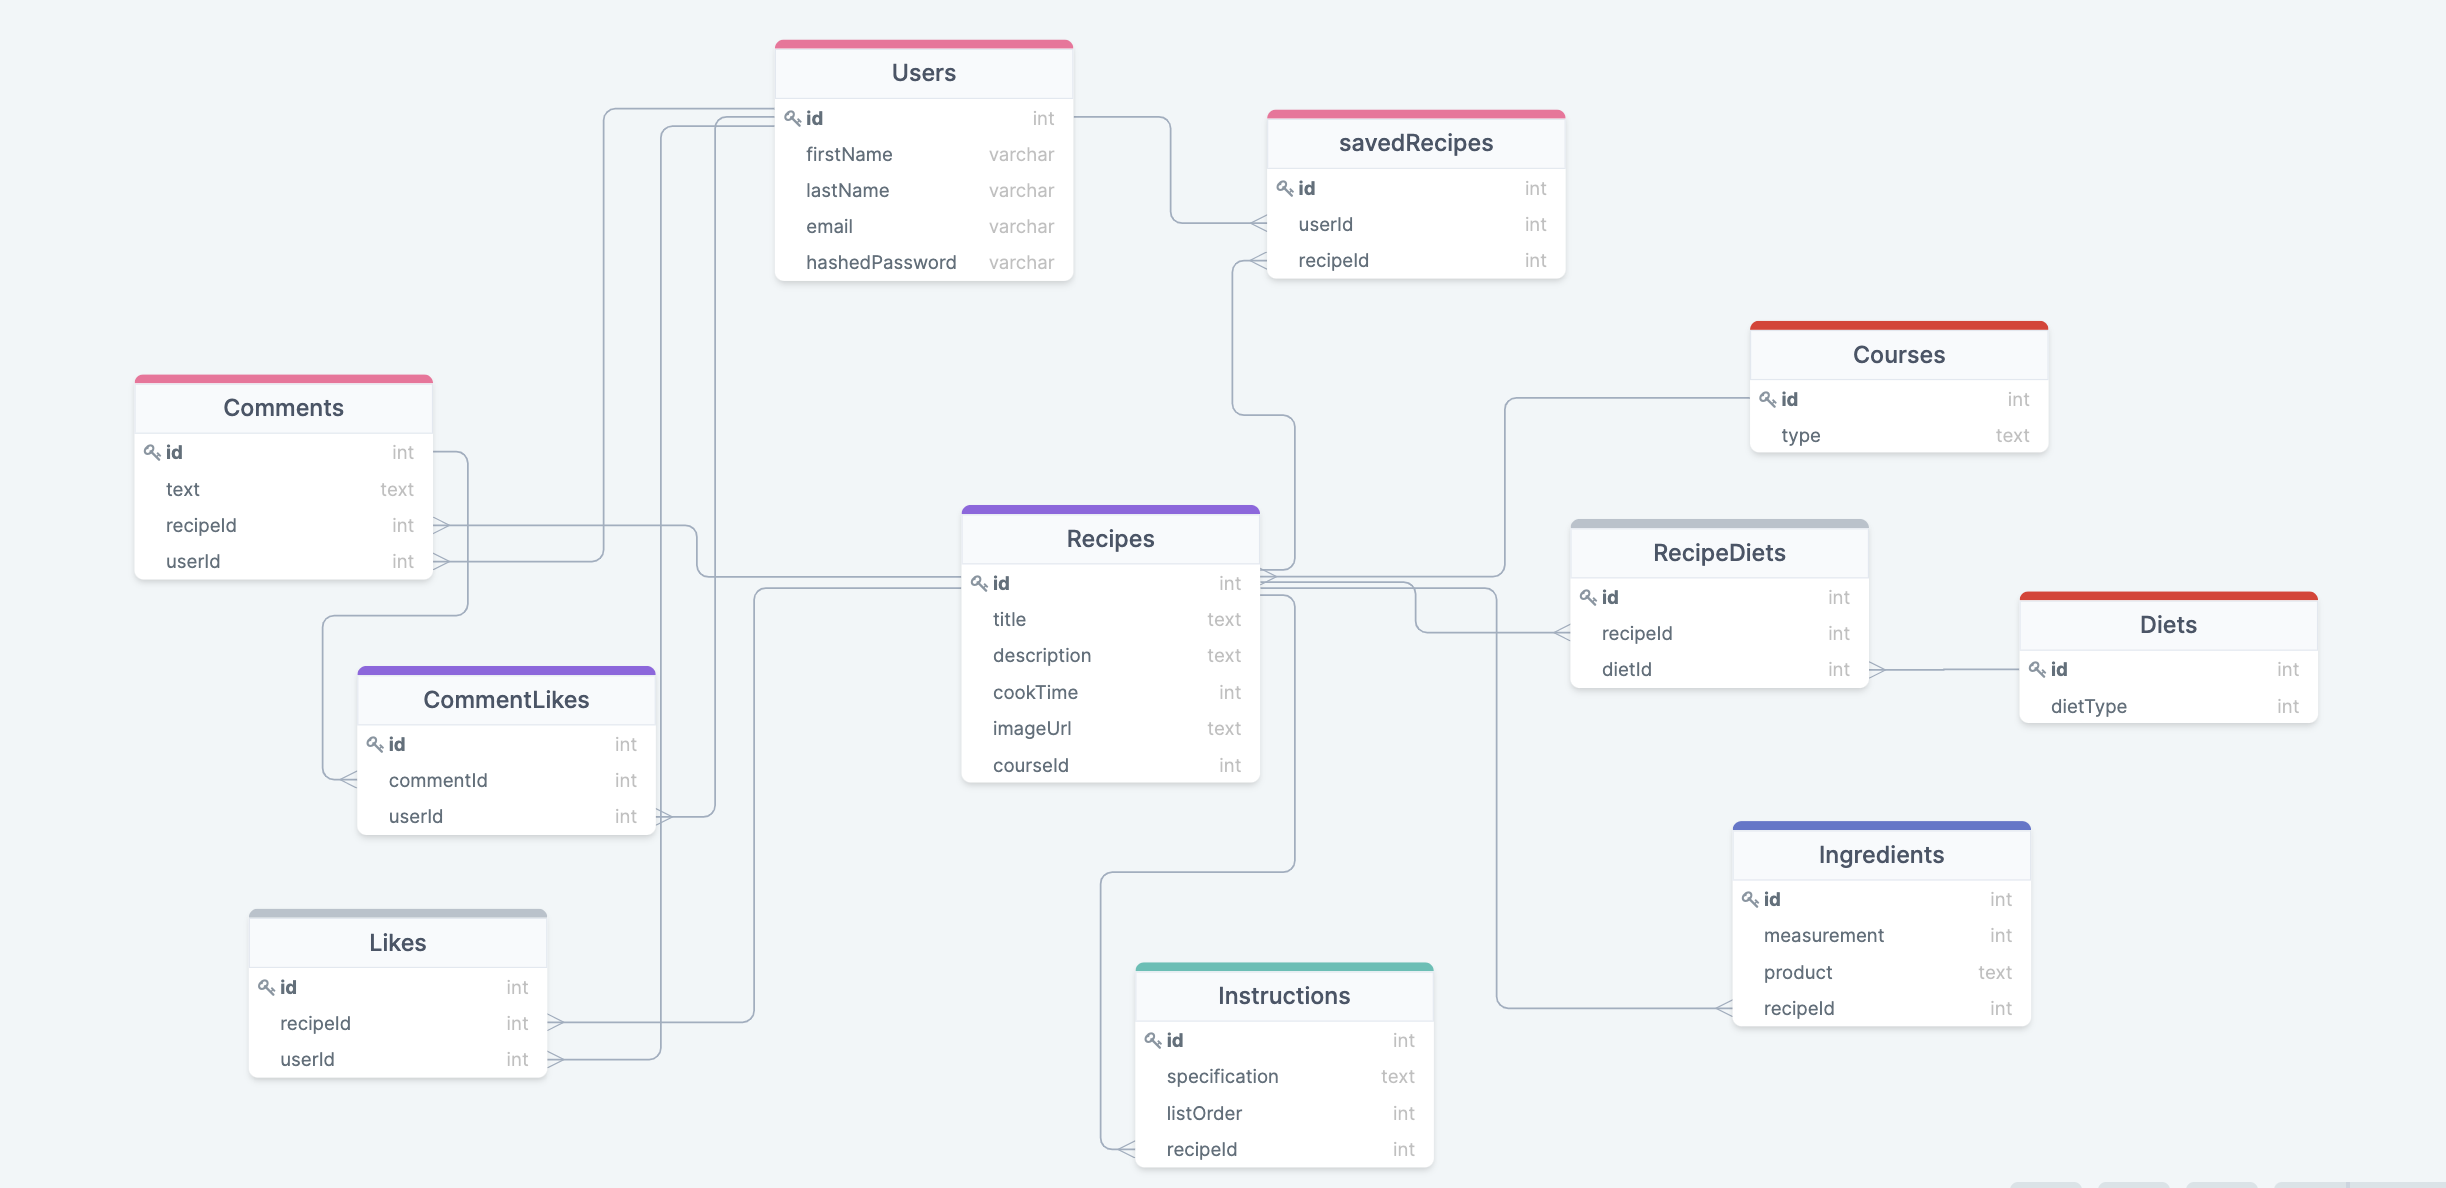 Users
id int
firstName varchar
lastName varchar
email varchar
hashedPassword varchar
savedRecipes
id int
userId int
recipeId int
Courses
id int
type text
Comments
id int
text text
recipeId int
userId int
Recipes
id int
title text
description text
cookTime int
imageUrl text
courseId int
RecipeDiets
id int
recipeId int
dietId int
Diets
id int
dietType int
CommentLikes
id int
commentId int
userId int
Ingredients
id int
measurement int
product text
recipeId int
Likes
id int
recipeId int
userId int
Instructions
id int
specification text
listOrder int
recipeId int